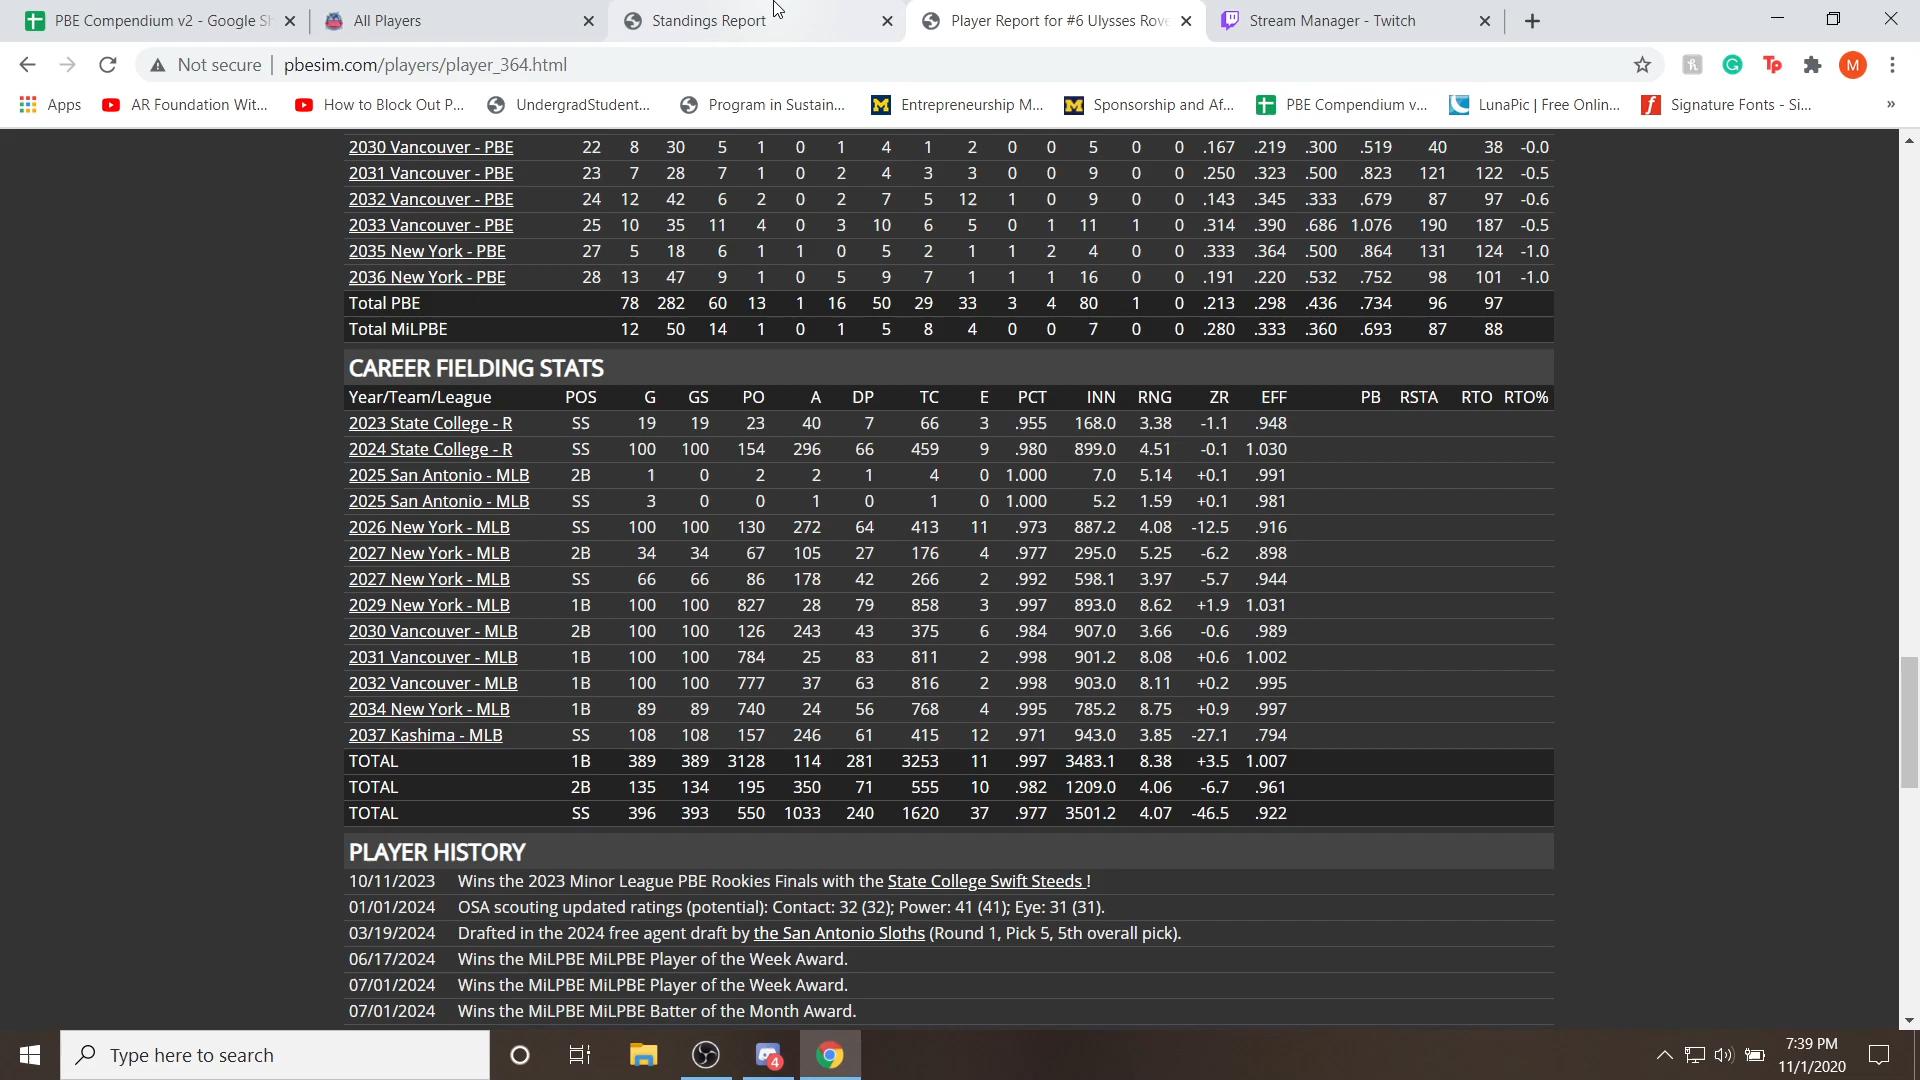 PBE Compendium v2 - Google Sh
All Players
Standings Report
Player Report for #6 Ulysses Rove
Stream Manager - Twitch
Not secure
pbesim.com/players/player_364.html
Apps
AR Foundation Wit...
How to Block Out P...
UndergradStudent...
Program in Sustain...
Entrepreneurship M...
Sponsorship and Af...
PBE Compendium v...
LunaPic | Free Onlin...
Signature Fonts - Si...
2030 Vancouver - PBE 22 8 30 5 1 0 1 4 1 2 0 0 5 0 0 .167 .219 .300 .519 40 38 -0.0
2031 Vancouver - PBE 23 7 28 7 1 0 2 4 3 3 0 0 9 0 0 .250 .323 .500 .823 121 122 -0.5
2032 Vancouver - PBE 24 12 42 6 2 0 2 7 5 12 1 0 9 0 0 .143 .345 .333 .679 87 97 -0.6
2033 Vancouver - PBE 25 10 35 11 4 0 3 10 6 5 0 1 11 1 0 .314 .390 .686 1.076 190 187 -0.5
2035 New York - PBE 27 5 18 6 1 1 0 5 2 1 1 2 4 0 0 .333 .364 .500 .864 131 124 -1.0
2036 New York - PBE 28 13 47 9 1 0 5 9 7 1 1 1 16 0 0 .191 .220 .532 .752 98 101 -1.0
Total PBE 78 282 60 13 1 16 50 29 33 3 4 80 1 0 .213 .298 .436 .734 96 97
Total MiLPBE 12 50 14 1 0 1 5 8 4 0 0 7 0 0 .280 .333 .360 .693 87 88
CAREER FIELDING STATS
Year/Team/League POS G GS PO A DP TC E PCT INN RNG ZR EFF PB RSTA RTO RTO%
2023 State College - R SS 19 19 23 40 7 66 3 .955 168.0 3.38 -1.1 .948
2024 State College - R SS 100 100 154 296 66 459 9 .980 899.0 4.51 -0.1 1.030
2025 San Antonio - MLB 2B 1 0 2 2 1 4 0 1.000 7.0 5.14 +0.1 .991
2025 San Antonio - MLB SS 3 0 0 1 0 1 0 1.000 5.2 1.59 +0.1 .981
2026 New York - MLB SS 100 100 130 272 64 413 11 .973 887.2 4.08 -12.5 .916
2027 New York - MLB 2B 34 34 67 105 27 176 4 .977 295.0 5.25 -6.2 .898
2027 New York - MLB SS 66 66 86 178 42 266 2 .992 598.1 3.97 -5.7 .944
2029 New York - MLB 1B 100 100 827 28 79 858 3 .997 893.0 8.62 +1.9 1.031
2030 Vancouver - MLB 2B 100 100 126 243 43 375 6 .984 907.0 3.66 -0.6 .989
2031 Vancouver - MLB 1B 100 100 784 25 83 811 2 .998 901.2 8.08 +0.6 1.002
2032 Vancouver - MLB 1B 100 100 777 37 63 816 2 .998 903.0 8.11 +0.2 .995
2034 New York - MLB 1B 89 89 740 24 56 768 4 .995 785.2 8.75 +0.9 .997
2037 Kashima - MLB SS 108 108 157 246 61 415 12 .971 943.0 3.85 -27.1 .794
TOTAL 1B 389 389 3128 114 281 3253 11 .997 3483.1 8.38 +3.5 1.007
TOTAL 2B 135 134 195 350 71 555 10 .982 1209.0 4.06 -6.7 .961
TOTAL SS 396 393 550 1033 240 1620 37 .977 3501.2 4.07 -46.5 .922
PLAYER HISTORY
10/11/2023 Wins the 2023 Minor League PBE Rookies Finals with the State College Swift Steeds !
01/01/2024 OSA scouting updated ratings (potential): Contact: 32 (32); Power: 41 (41); Eye: 31 (31).
03/19/2024 Drafted in the 2024 free agent draft by the San Antonio Sloths (Round 1, Pick 5, 5th overall pick).
06/17/2024 Wins the MiLPBE MiLPBE Player of the Week Award.
07/01/2024 Wins the MiLPBE MiLPBE Player of the Week Award.
07/01/2024 Wins the MiLPBE MiLPBE Batter of the Month Award.
Type here to search
4
7:39 PM
11/1/2020